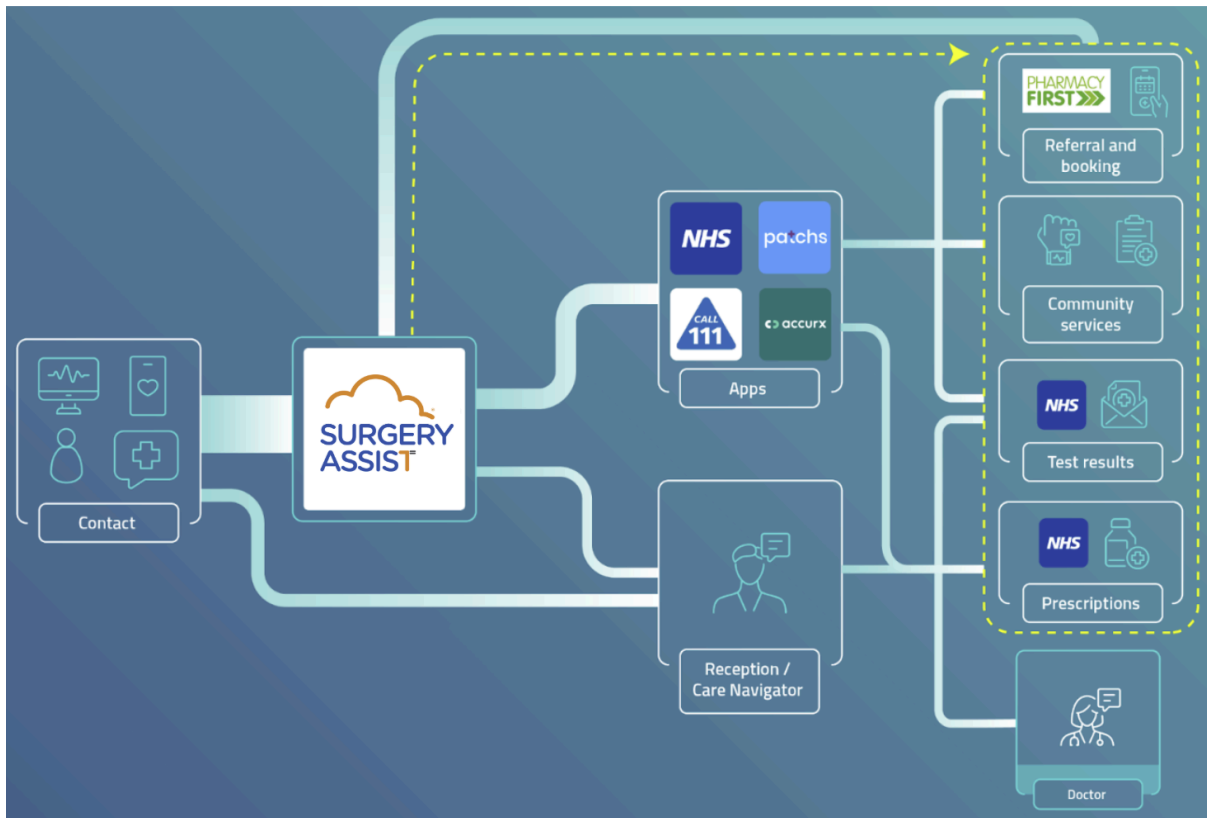 Contact
SURGERY
ASSIST
NHS
patchs
CALL
111
accurx
Apps
Reception /
Care Navigator
PHARMACY
FIRST
Referral and
booking
Community
services
NHS
Test results
NHS
Prescriptions
Doctor